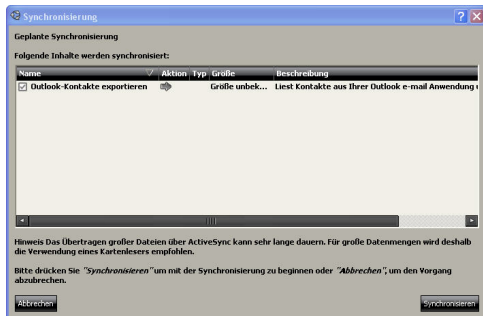 Synchronisierung
Geplante Synchronisierung
Folgende Inhalte werden synchronisiert:
Name Aktion Typ Größe Beschreibung
Outlook-Kontakte exportieren Größe unbek... Liest Kontakte aus Ihrer Outlook e-mail Anwendung
Hinweis Das Übertragen großer Dateien über ActiveSync kann sehr lange dauern. Für große Datenmengen wird deshalb
die Verwendung eines Kartenlesers empfohlen.
Bitte drücken Sie "Synchronisieren" um mit der Synchronisierung zu beginnen oder "Abbrechen", um den Vorgang
abzubrechen.
Abbrechen Synchronisieren